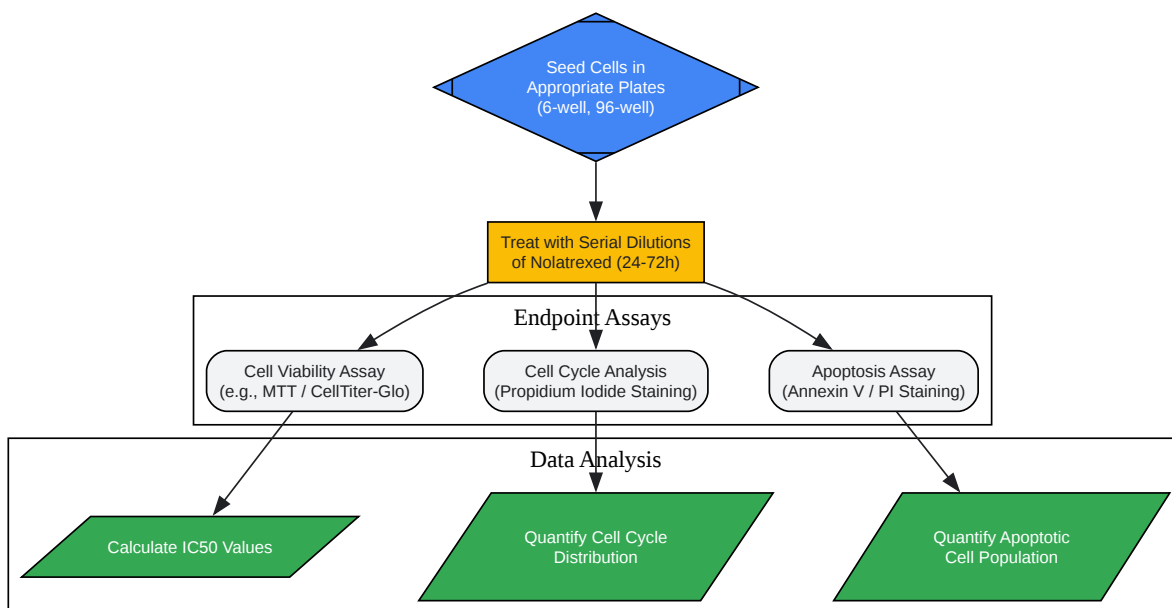 Seed Cells in
Appropriate Plates
(6-well, 96-well)
Treat with Serial Dilutions
of Nolatrexed (24-72h)
Endpoint Assays
Cell Viability Assay
(e.g., MTT / CellTiter-Glo)
Cell Cycle Analysis
(Propidium Iodide Staining)
Apoptosis Assay
(Annexin V / PI Staining)
Data Analysis
Calculate IC50 Values
Quantify Cell Cycle
Distribution
Quantify Apoptotic
Cell Population